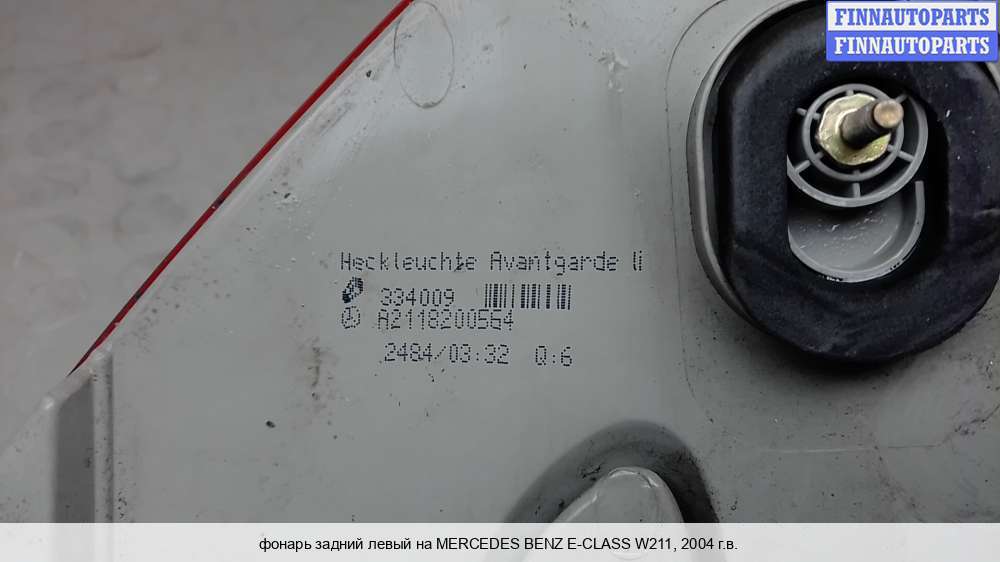 FINNAUTOPARTS
FINNAUTOPARTS
Heckleuchte Avantgarde li
334009
A2118200564
2484/03:32 Q:6
фонарь задний левый на MERCEDES BENZ E-CLASS W211, 2004 г.в.